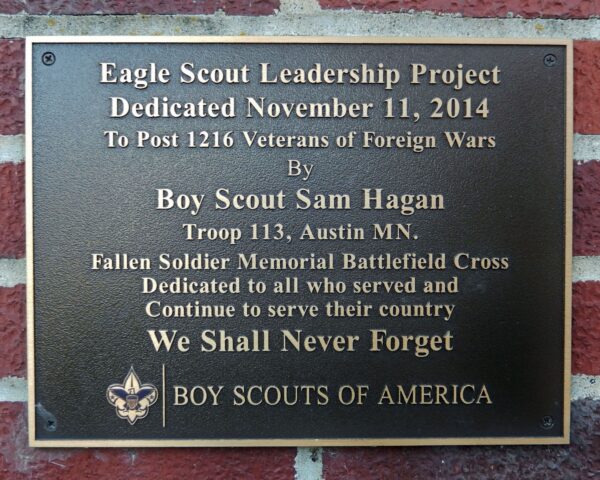 Eagle Scout Leadership Project
Dedicated November 11, 2014
To Post 1216 Veterans of Foreign Wars
By
Boy Scout Sam Hagan
Troop 113, Austin MN.
Fallen Soldier Memorial Battlefield Cross
Dedicated to all who served and
Continue to serve their country
We Shall Never Forget
BOY SCOUTS OF AMERICA